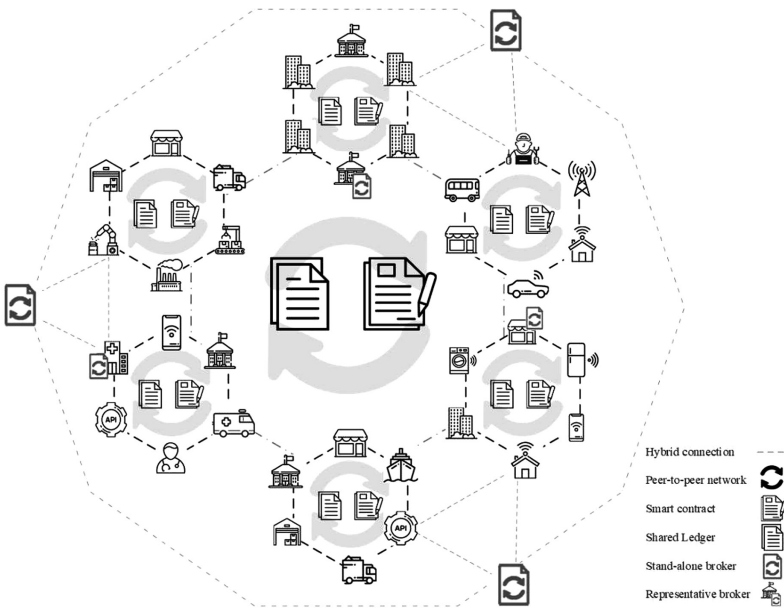 API
API
Hybrid connection
Peer-to-peer network
Smart contract
Shared Ledger
Stand-alone broker
Representative broker